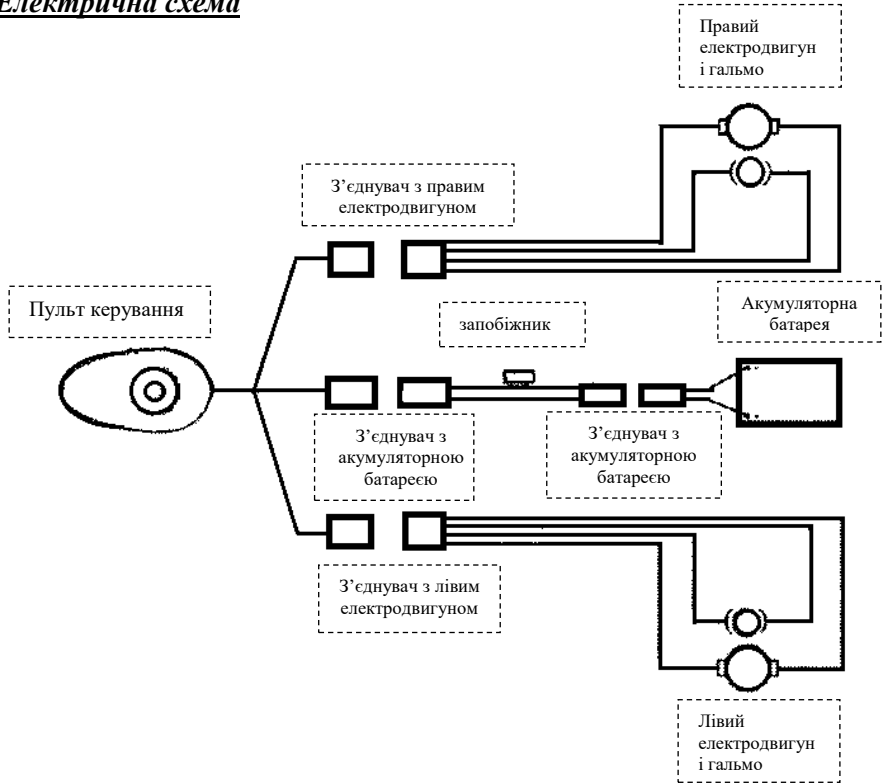 Електрична схема
Правий
електродвигун
і гальмо
З’єднувач з правим
електродвигуном
Пульт керування
запобіжник
Акумуляторна
батарея
З’єднувач з
акумуляторною
батареєю
З’єднувач з
акумуляторною
батареєю
З’єднувач з лівим
електродвигуном
Лівий
електродвигун
і гальмо